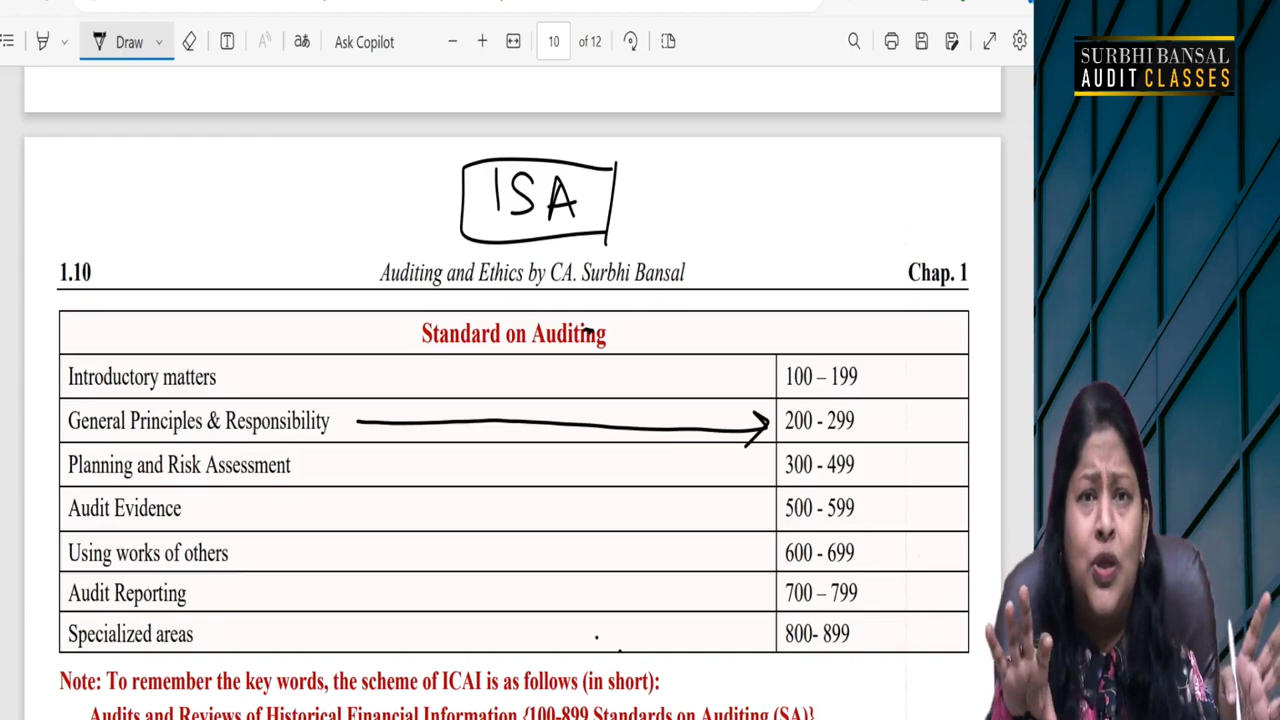 Draw
Ask Copilot
10 of 12
SURBHI BANSAL
AUDIT CLASSES
ISA
1.10 Auditing and Ethics by CA. Surbhi Bansal Chap. 1
Standard on Auditing
Introductory matters 100 – 199
General Principles & Responsibility 200 - 299
Planning and Risk Assessment 300 - 499
Audit Evidence 500 - 599
Using works of others 600 - 699
Audit Reporting 700 – 799
Specialized areas 800- 899
Note: To remember the key words, the scheme of ICAI is as follows (in short):
Audits and Reviews of Historical Financial Information {100-899 Standards on Auditing (SA)}